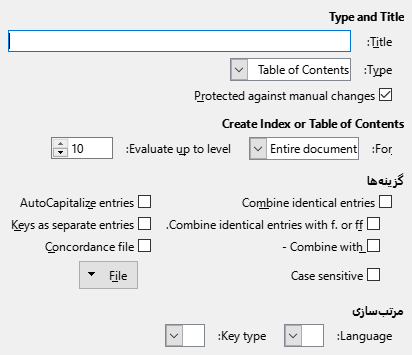 Type and Title
:Title
:Type Table of Contents
Protected against manual changes
Create Index or Table of Contents
:For Entire document :Evaluate up to level 10
گزینه‌ها
Combine identical entries AutoCapitalize entries
.Combine identical entries with f. or ff Keys as separate entries
- Combine with Concordance file
Case sensitive File
مرتب‌سازی
:Language :Key type